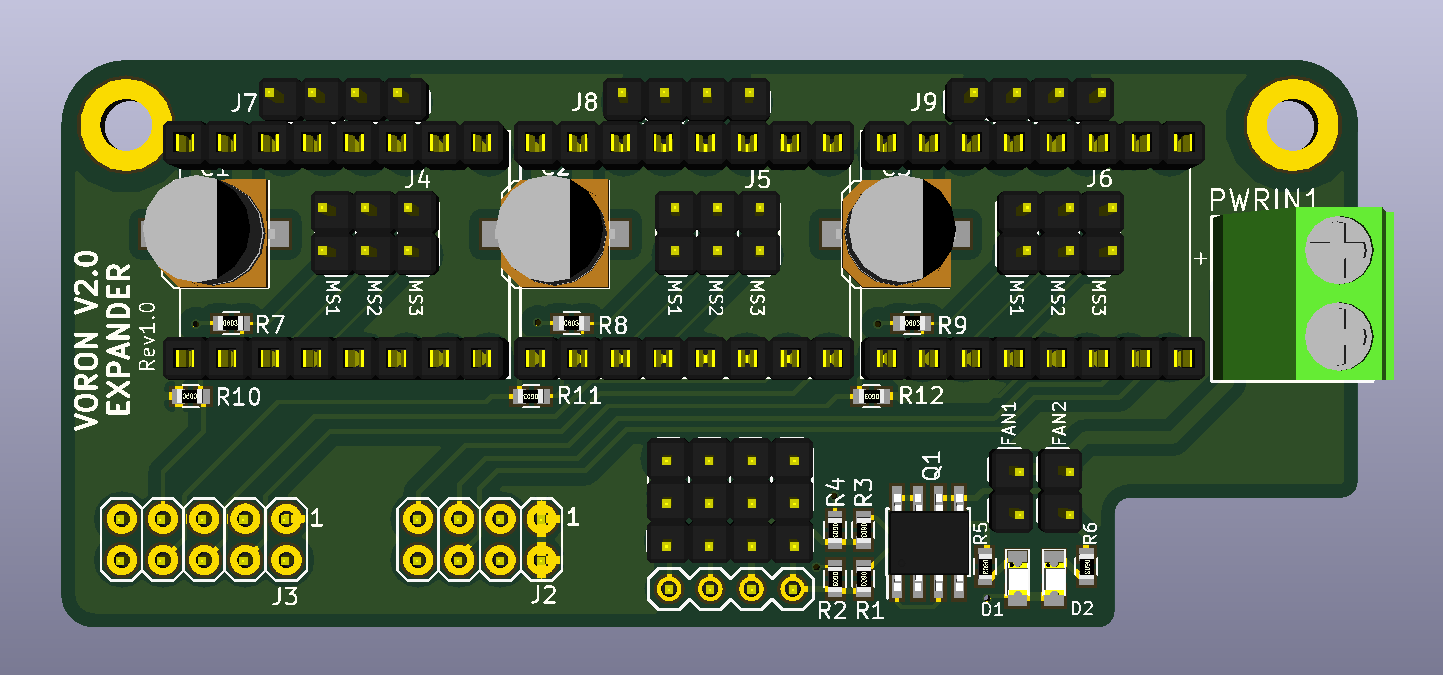 J7
J8
J9
C1
C2
C3
J4
J5
J6
PWRIN1
+
MS1
MS2
MS3
MS1
MS2
MS3
MS1
MS2
MS3
VORON V2.0
EXPANDER
Rev1.0
R7
R8
R9
R10
R11
R12
FAN1
FAN2
Q1
R4
R3
R5
R6
1
1
J3
J2
R2
R1
D1
D2